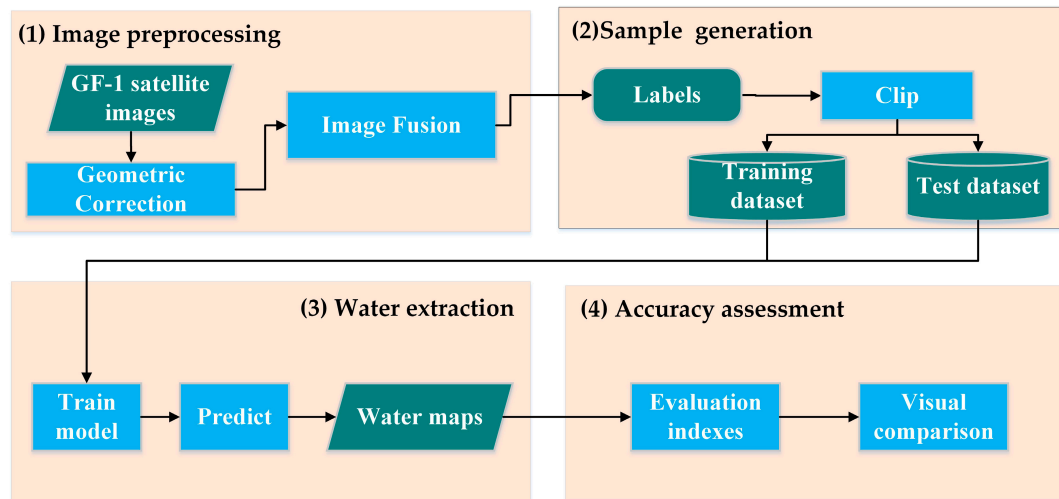 (1) Image preprocessing
GF-1 satellite
images
Geometric
Correction
Image Fusion
(2)Sample generation
Labels
Clip
Training
dataset
Test dataset
(3) Water extraction
Train
model
Predict
Water maps
(4) Accuracy assessment
Evaluation
indexes
Visual
comparison